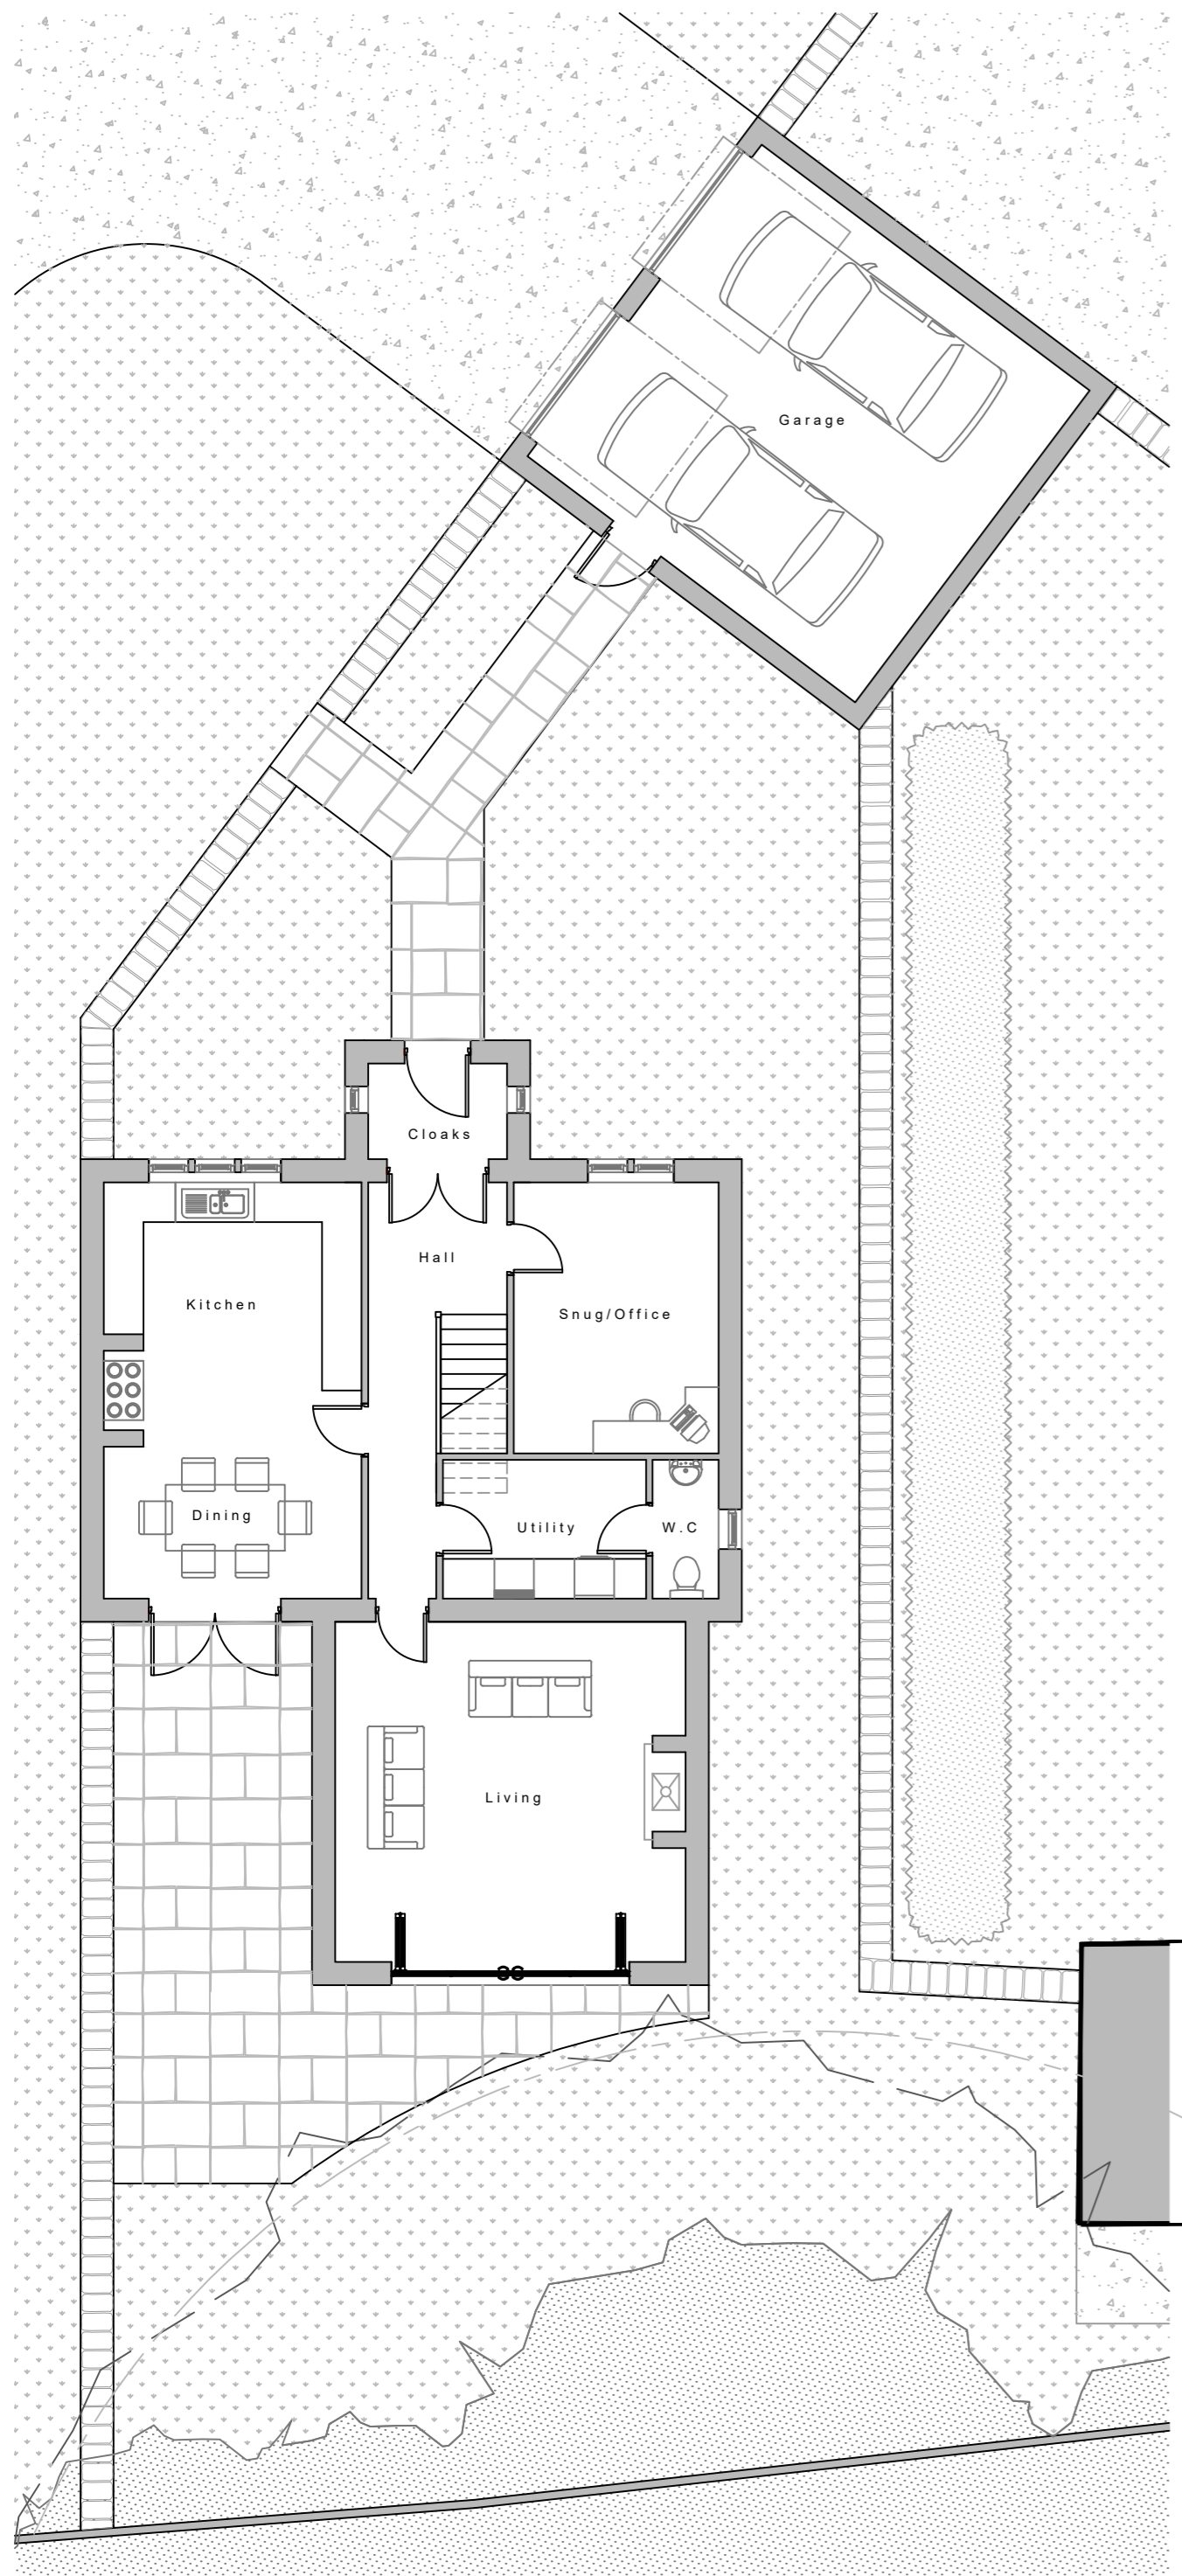 Garage
Cloaks
Hall
Kitchen
Snug/Office
Dining
Utility
W.C
Living